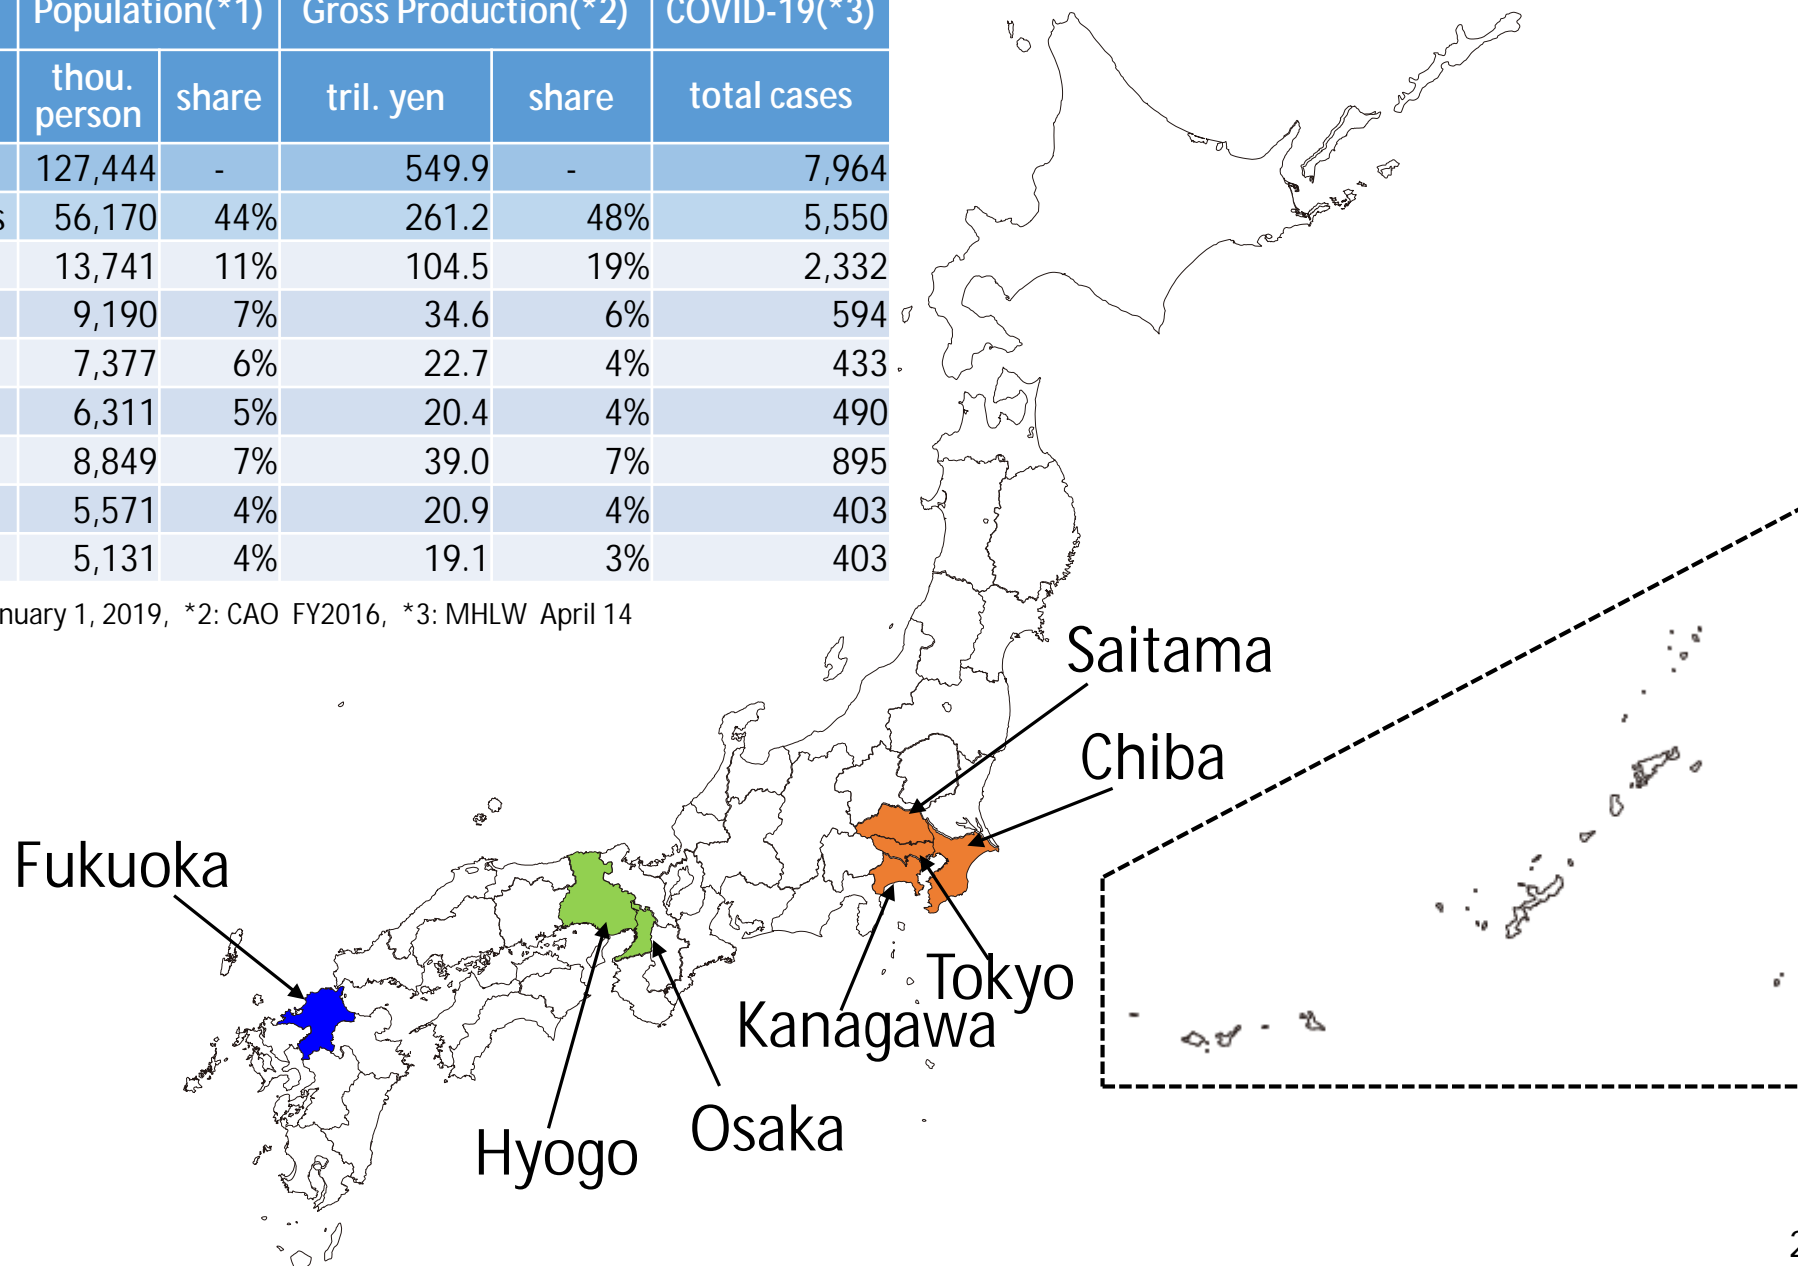 Population(*1) Gross Production(*2) COVID-19(*3)
thou. person share tril. yen share total cases
127,444 - 549.9 - 7,964
s 56,170 44% 261.2 48% 5,550
13,741 11% 104.5 19% 2,332
9,190 7% 34.6 6% 594
7,377 6% 22.7 4% 433
6,311 5% 20.4 4% 490
8,849 7% 39.0 7% 895
5,571 4% 20.9 4% 403
5,131 4% 19.1 3% 403
nuary 1, 2019, *2: CAO FY2016, *3: MHLW April 14
Saitama
Chiba
Fukuoka
Tokyo
Kanagawa
Osaka
Hyogo
2